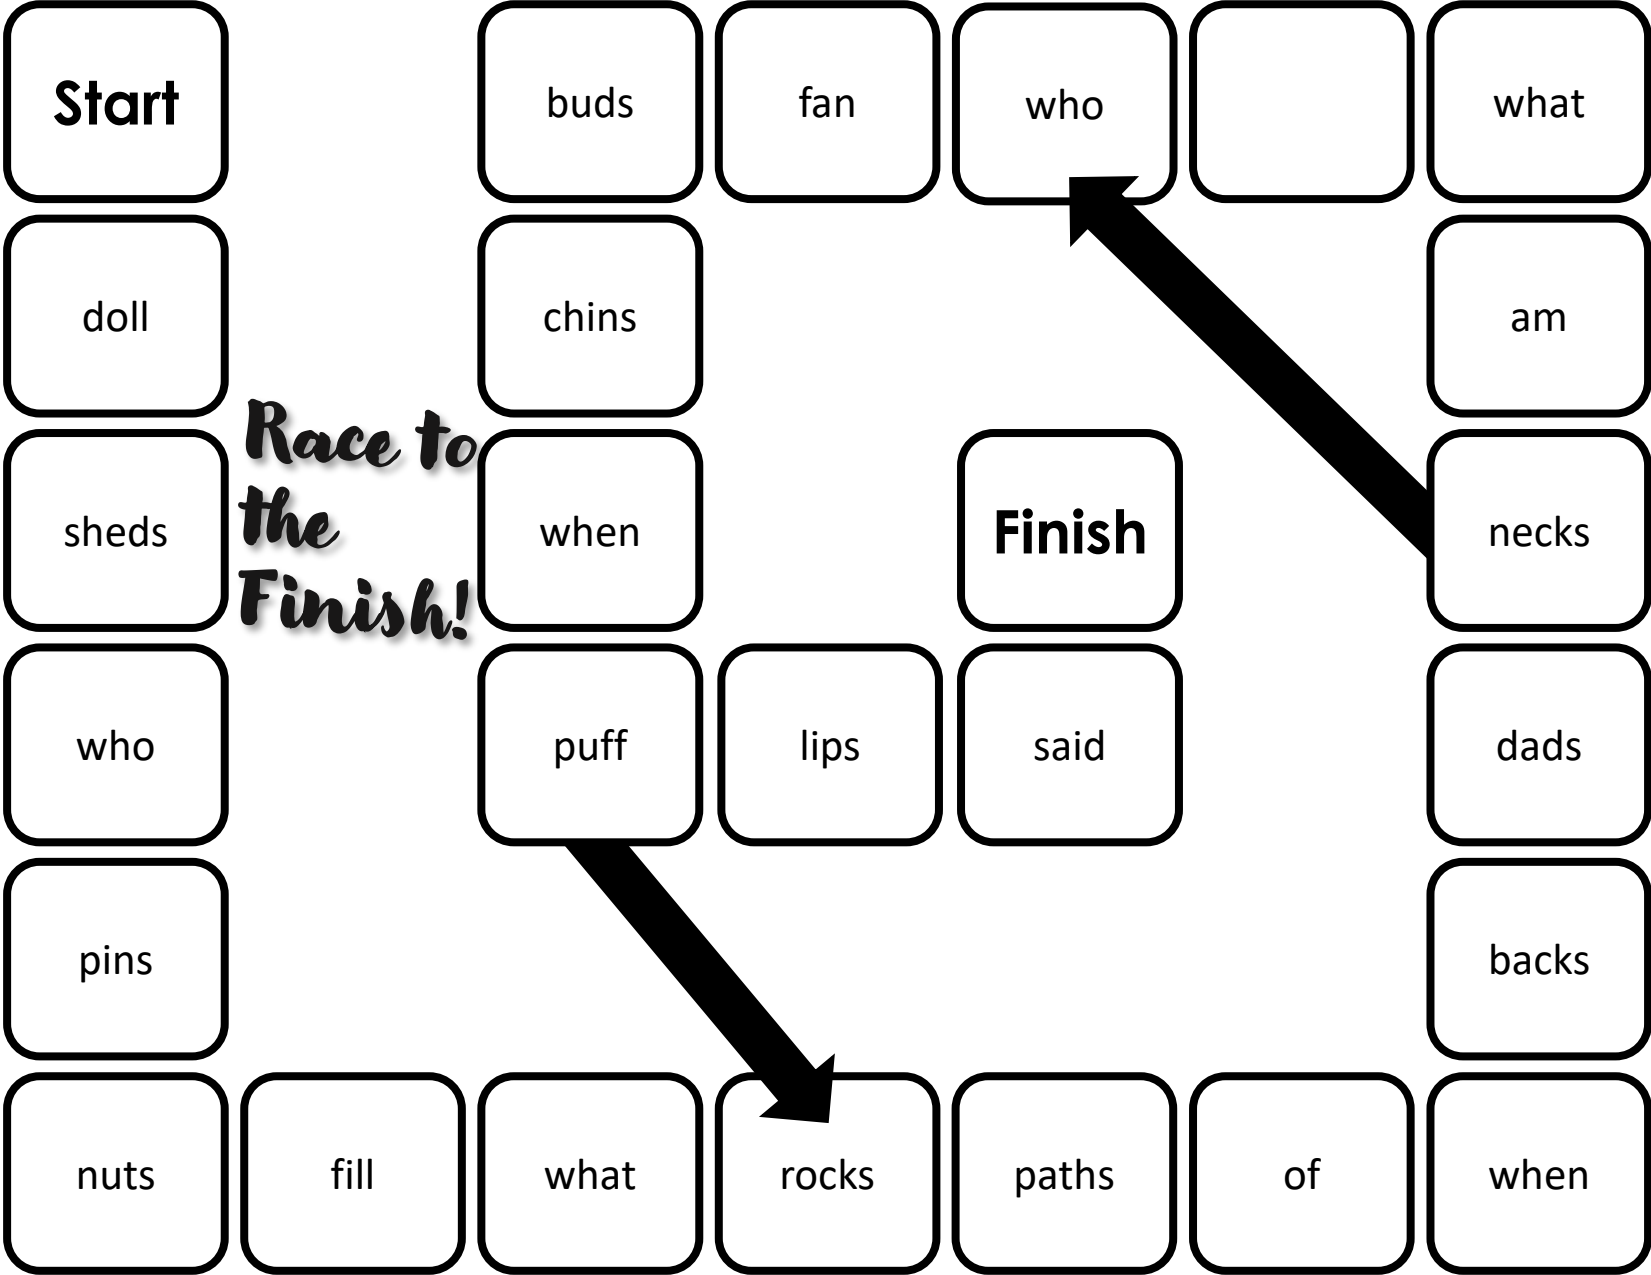 Start
buds
fan
who
what
doll
chins
am
Race to
the
Finish!
sheds
when
Finish
necks
who
puff
lips
said
dads
pins
backs
nuts
fill
what
rocks
paths
of
when